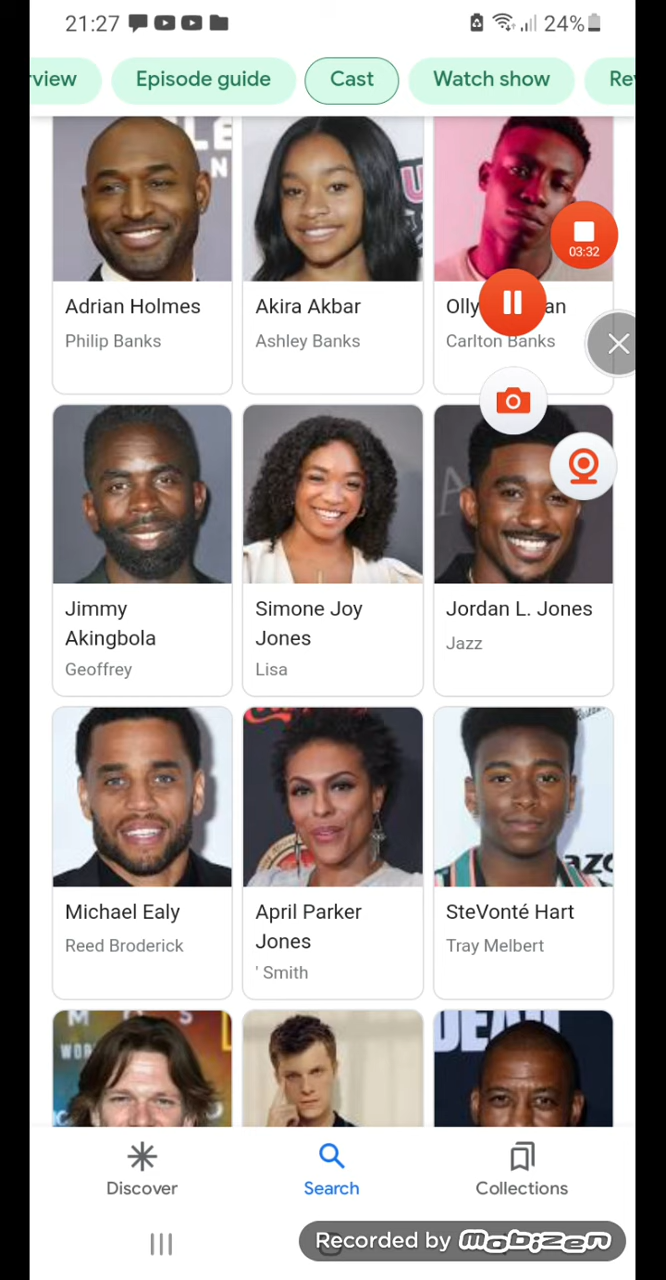 21:27 24%
rview Episode guide Cast Watch show Re
Adrian Holmes
Philip Banks
Akira Akbar
Ashley Banks
Olly an
Carlton Banks
03:32
Jimmy
Akingbola
Geoffrey
Simone Joy
Jones
Lisa
Jordan L. Jones
Jazz
Michael Ealy
Reed Broderick
April Parker
Jones
' Smith
SteVonté Hart
Tray Melbert
Discover Search Collections
Recorded by mobizen